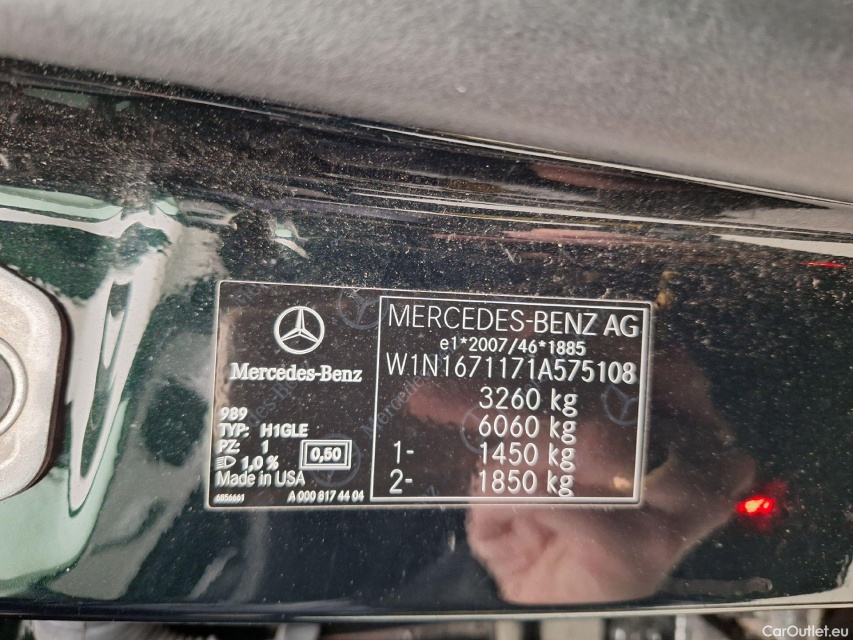 Mercedes-Benz
989
TYP: H1GLE
PZ: 1
1,0 %
0,50
Made in USA
6856661
A 000 817 44 04
MERCEDES-BENZ AG
e1*2007/46*1885
W1N1671171A575108
3260 kg
6060 kg
1- 1450 kg
2- 1850 kg
CarOutlet.eu